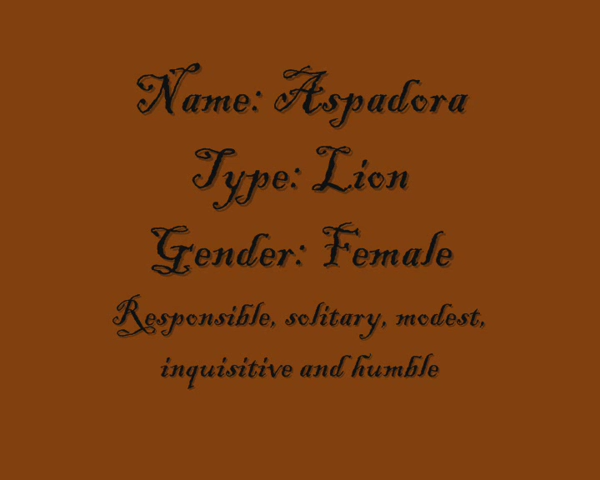 Name: Aspadora
Type: Lion
Gender: Female
Responsible, solitary, modest,
inquisitive and humble